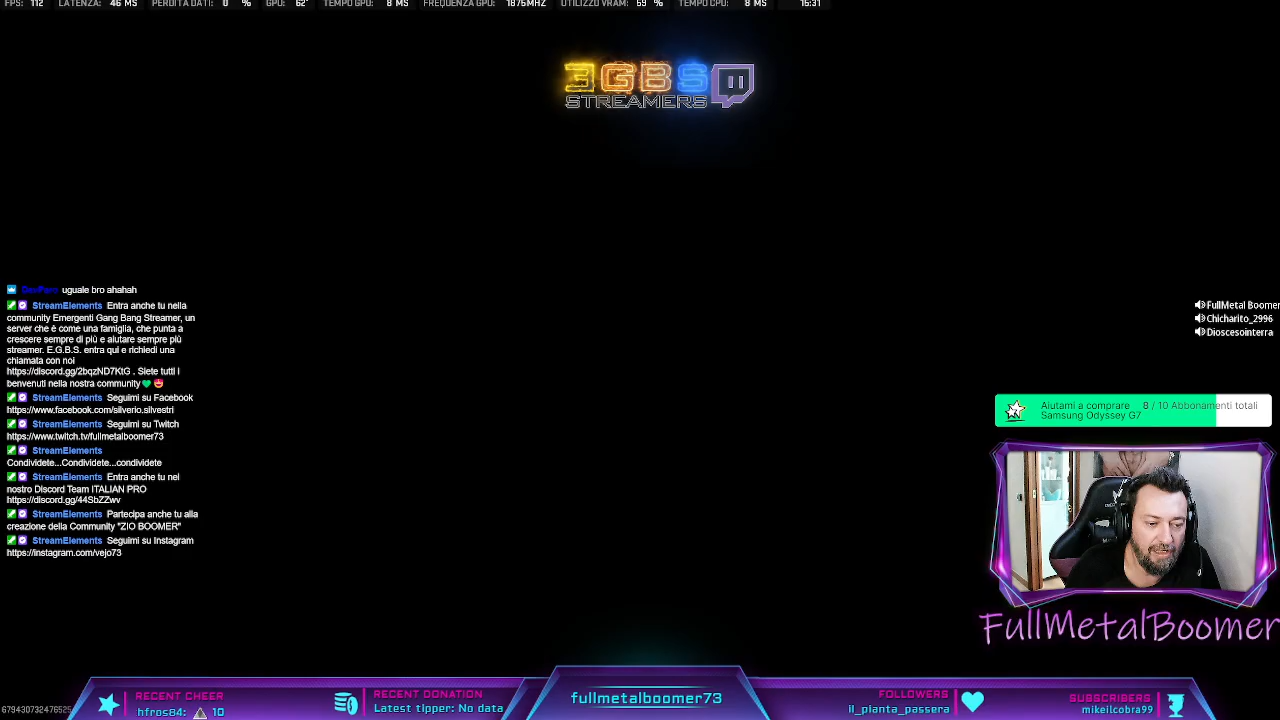 FPS: 112 LATENZA: 46 MS PERDITA DATI: 0 % GPU: 62° TEMPO GPU: 8 MS FREQUENZA GPU: 1875MHZ UTILIZZO VRAM: 59 % TEMPO CPU: 8 MS 15:31
3GBS
STREAMERS
uguale bro ahahah
StreamElements Entra anche tu nella
community Emergenti Gang Bang Streamer, un
server che è come una famiglia, che punta a
crescere sempre di più e aiutare sempre più
streamer. E.G.B.S. entra qui e richiedi una
chiamata con noi
https://discord.gg/2bqzND7KtG . Siete tutti i
benvenuti nella nostra community
StreamElements Seguimi su Facebook
https://www.facebook.com/silverio.silvestri
StreamElements Seguimi su Twitch
https://www.twitch.tv/fullmetalboomer73
StreamElements
Condividete...Condividete...condividete
StreamElements Entra anche tu nel
nostro Discord Team ITALIAN PRO
https://discord.gg/44SbZZwv
StreamElements Partecipa anche tu alla
creazione della Community "ZIO BOOMER"
StreamElements Seguimi su Instagram
https://instagram.com/vejo73
FullMetal Boomer
Chicharito_2996
Dioscesointerra
Aiutami a comprare 8 / 10 Abbonamenti totali
Samsung Odyssey G7
FullMetalBoomer
RECENT CHEER
hfros84: 10
RECENT DONATION
Latest tipper: No data
fullmetalboomer73
FOLLOWERS
il_pianta_passera
SUBSCRIBERS
mikeilcobra99